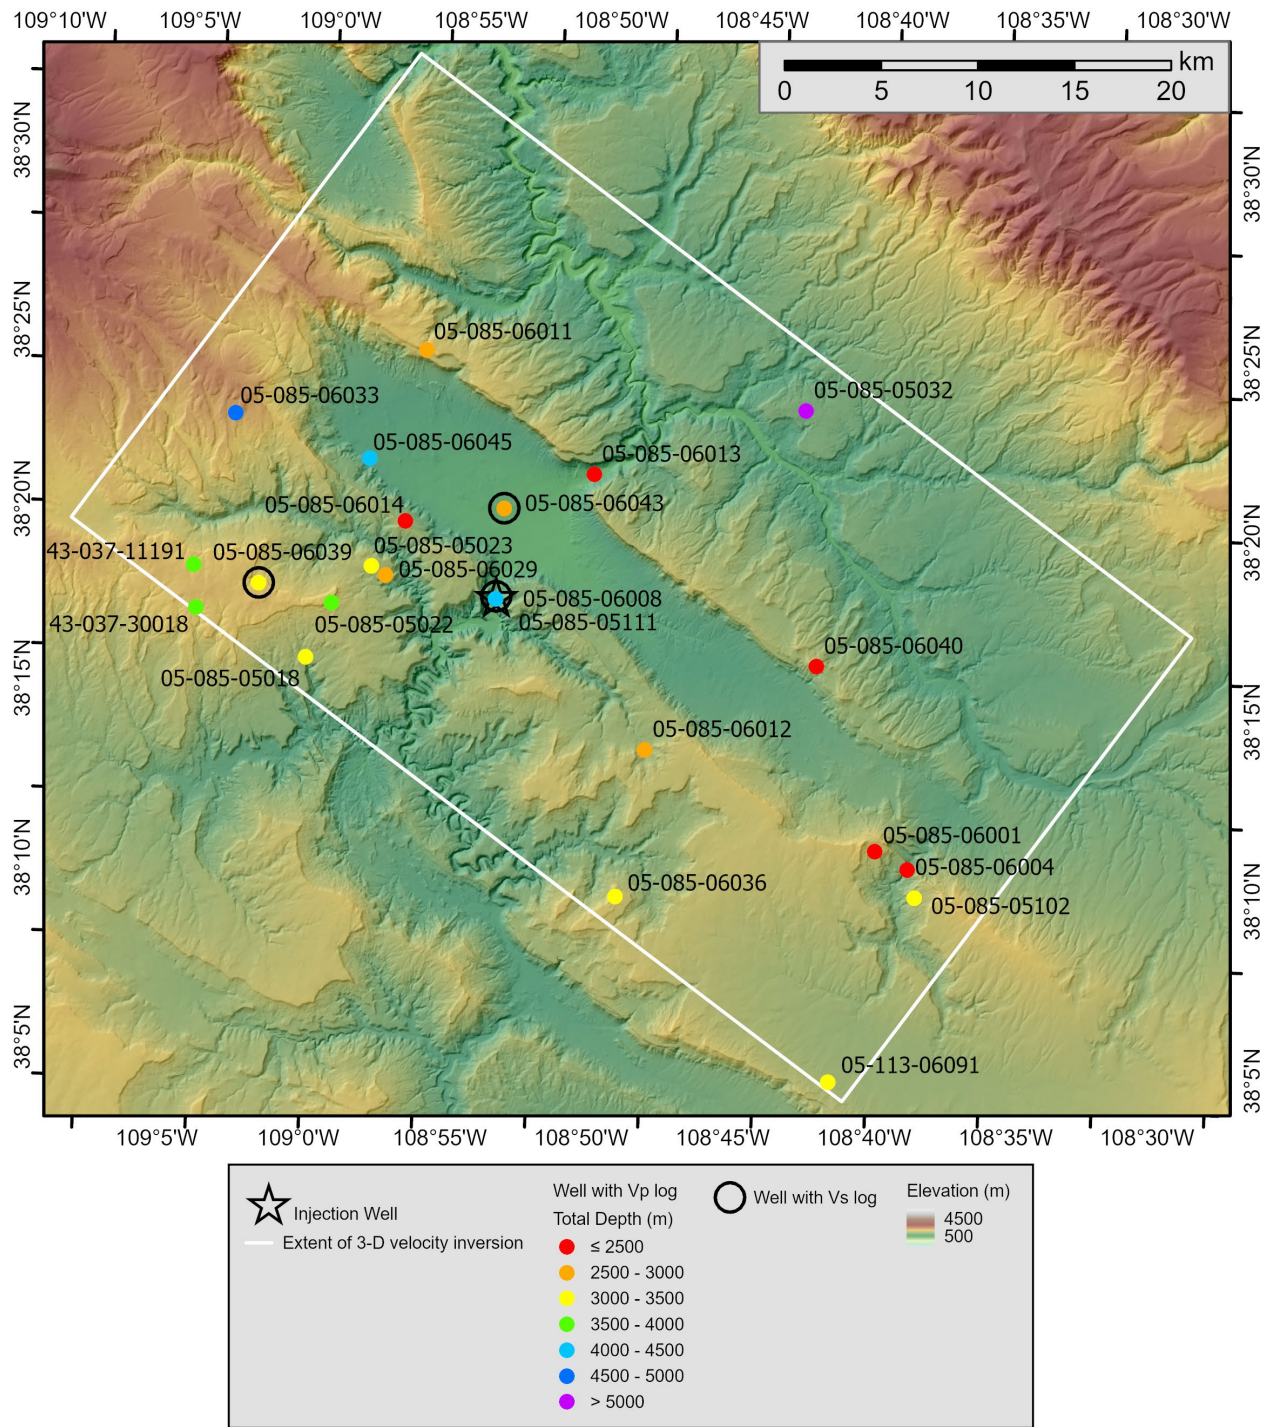 109°10'W 109°5'W 109°0'W 108°55'W 108°50'W 108°45'W 108°40'W 108°35'W 108°30'W
km
0 5 10 15 20
38°30'N
38°30'N
38°25'N
38°25'N
05-085-06011
05-085-06033
05-085-05032
05-085-06045
05-085-06013
38°20'N
05-085-06014
05-085-06043
38°20'N
43-037-11191
05-085-06039
05-085-05023
05-085-06029
05-085-06008
05-085-05111
43-037-30018
05-085-05022
05-085-05018
05-085-06040
38°15'N
38°15'N
05-085-06012
05-085-06001
05-085-06004
05-085-06036
05-085-05102
38°10'N
38°10'N
05-113-06091
38°5'N
38°5'N
109°5'W 109°0'W 108°55'W 108°50'W 108°45'W 108°40'W 108°35'W 108°30'W
Injection Well
Extent of 3-D velocity inversion
Well with Vp log
Total Depth (m)
≤ 2500
2500 - 3000
3000 - 3500
3500 - 4000
4000 - 4500
4500 - 5000
> 5000
Well with Vs log
Elevation (m)
4500
500